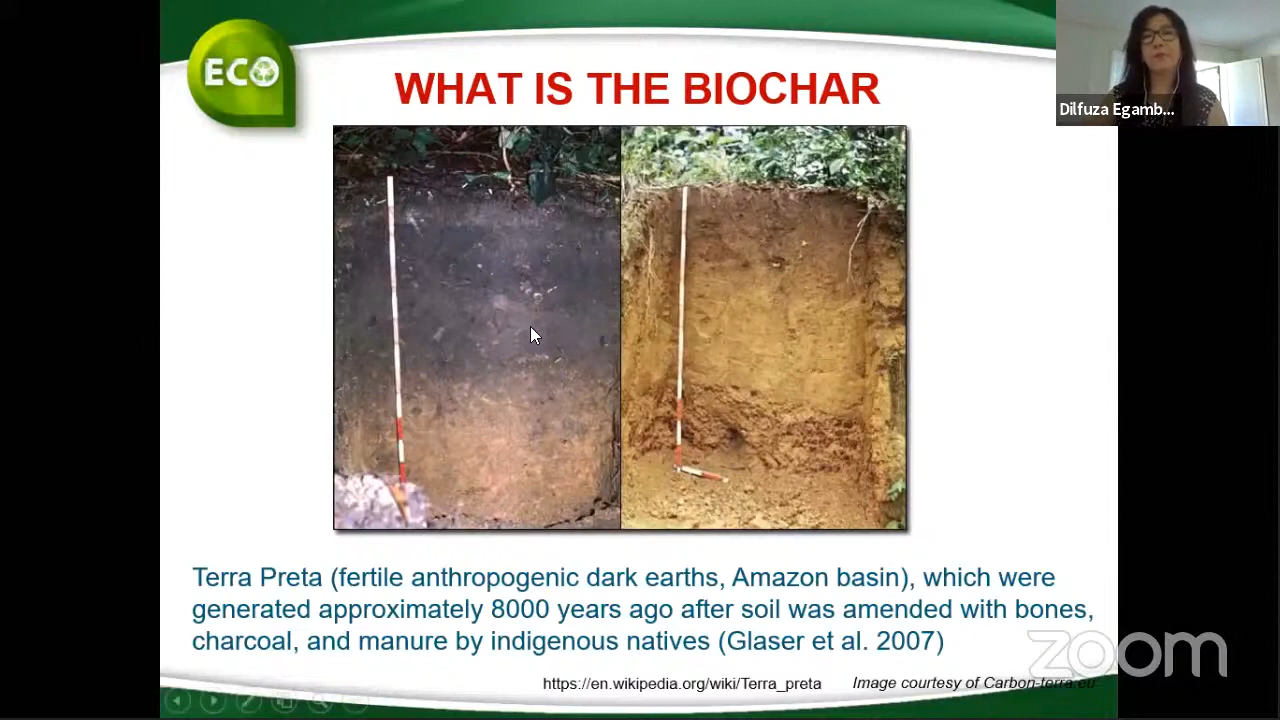 ECO
WHAT IS THE BIOCHAR
Dilfuza Egamb...
Terra Preta (fertile anthropogenic dark earths, Amazon basin), which were
generated approximately 8000 years ago after soil was amended with bones,
charcoal, and manure by indigenous natives (Glaser et al. 2007)
zoom
https://en.wikipedia.org/wiki/Terra_preta Image courtesy of Carbon-terra.eu